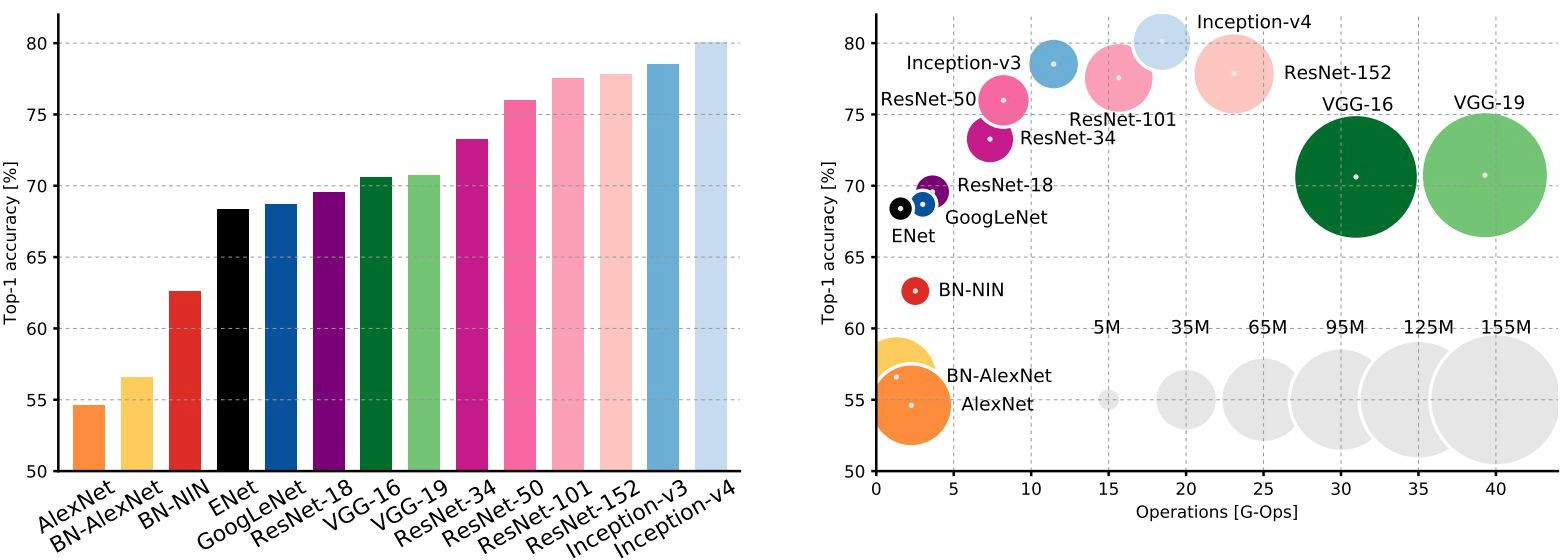 80
75
70
65
60
55
50
Top-1 accuracy [%]
AlexNet
BN-AlexNet
BN-NIN
ENet
GoogLeNet
ResNet-18
VGG-16
VGG-19
ResNet-34
ResNet-50
ResNet-101
ResNet-152
Inception-v3
Inception-v4
80
75
70
65
60
55
50
Top-1 accuracy [%]
Inception-v4
Inception-v3
ResNet-152
ResNet-50
VGG-16
VGG-19
ResNet-101
ResNet-34
ResNet-18
GoogLeNet
ENet
BN-NIN
5M 35M 65M 95M 125M 155M
BN-AlexNet
AlexNet
0 5 10 15 20 25 30 35 40
Operations [G-Ops]